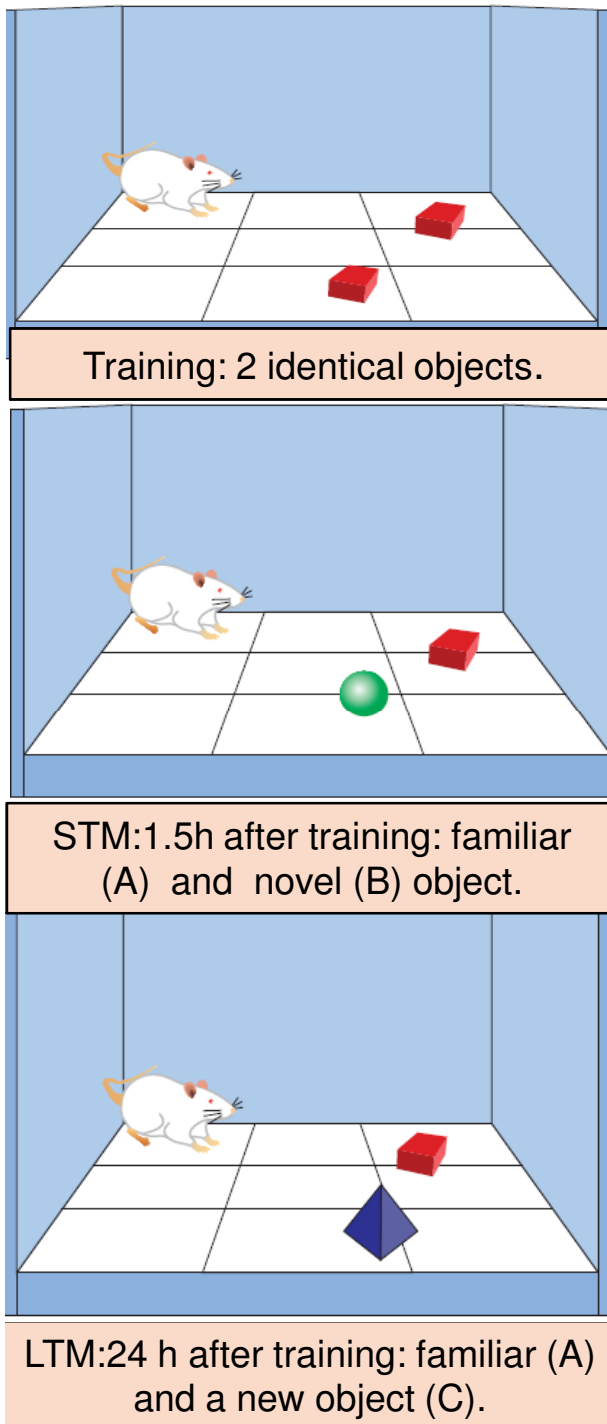 Training: 2 identical objects.
STM:1.5h after training: familiar
(A) and novel (B) object.
LTM:24 h after training: familiar (A)
and a new object (C).